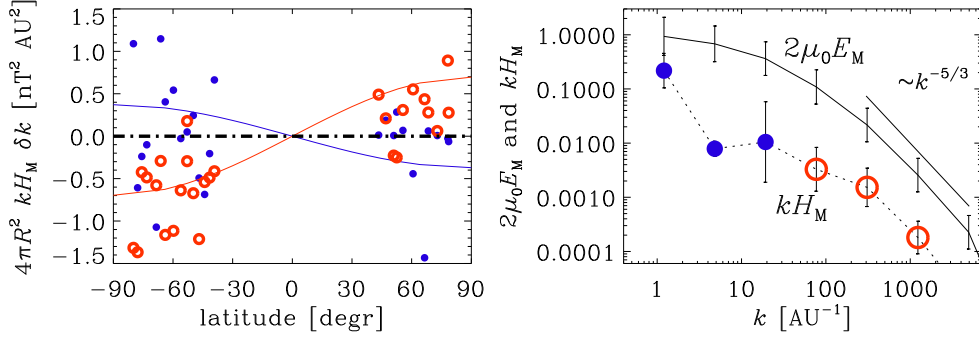 4πR² kH_M δk [nT² AU²]
1.5
1.0
0.5
0.0
−0.5
−1.0
−1.5
−90 −60 −30 0 30 60 90
latitude [degr]
2μ₀E_M and kH_M
1.0000
0.1000
0.0100
0.0010
0.0001
2μ₀E_M
~k^{−5/3}
kH_M
1 10 100 1000
k [AU⁻¹]